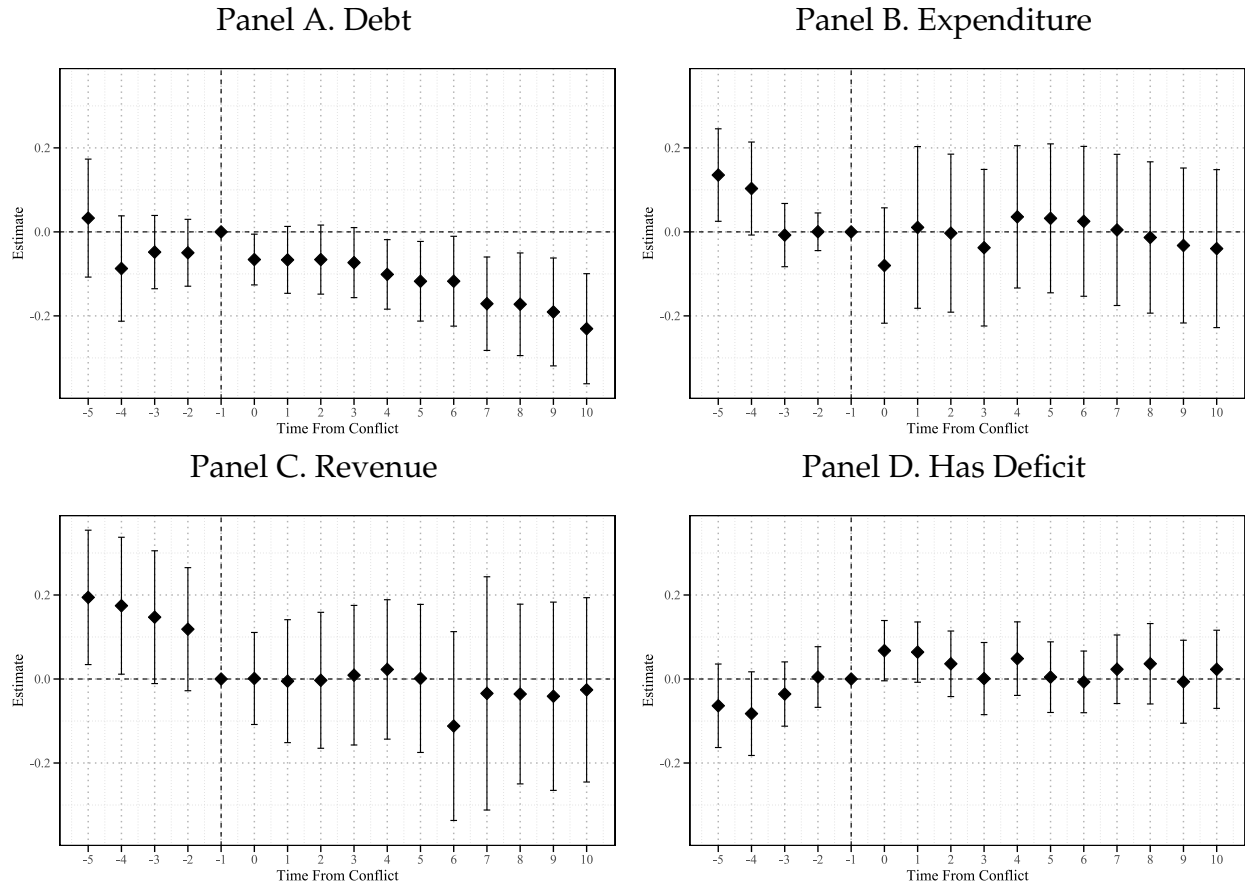 Panel A. Debt
Estimate
0.2
0.0
-0.2
-5 -4 -3 -2 -1 0 1 2 3 4 5 6 7 8 9 10
Time From Conflict
Panel B. Expenditure
Estimate
0.2
0.0
-0.2
-5 -4 -3 -2 -1 0 1 2 3 4 5 6 7 8 9 10
Time From Conflict
Panel C. Revenue
Estimate
0.2
0.0
-0.2
-5 -4 -3 -2 -1 0 1 2 3 4 5 6 7 8 9 10
Time From Conflict
Panel D. Has Deficit
Estimate
0.2
0.0
-0.2
-5 -4 -3 -2 -1 0 1 2 3 4 5 6 7 8 9 10
Time From Conflict